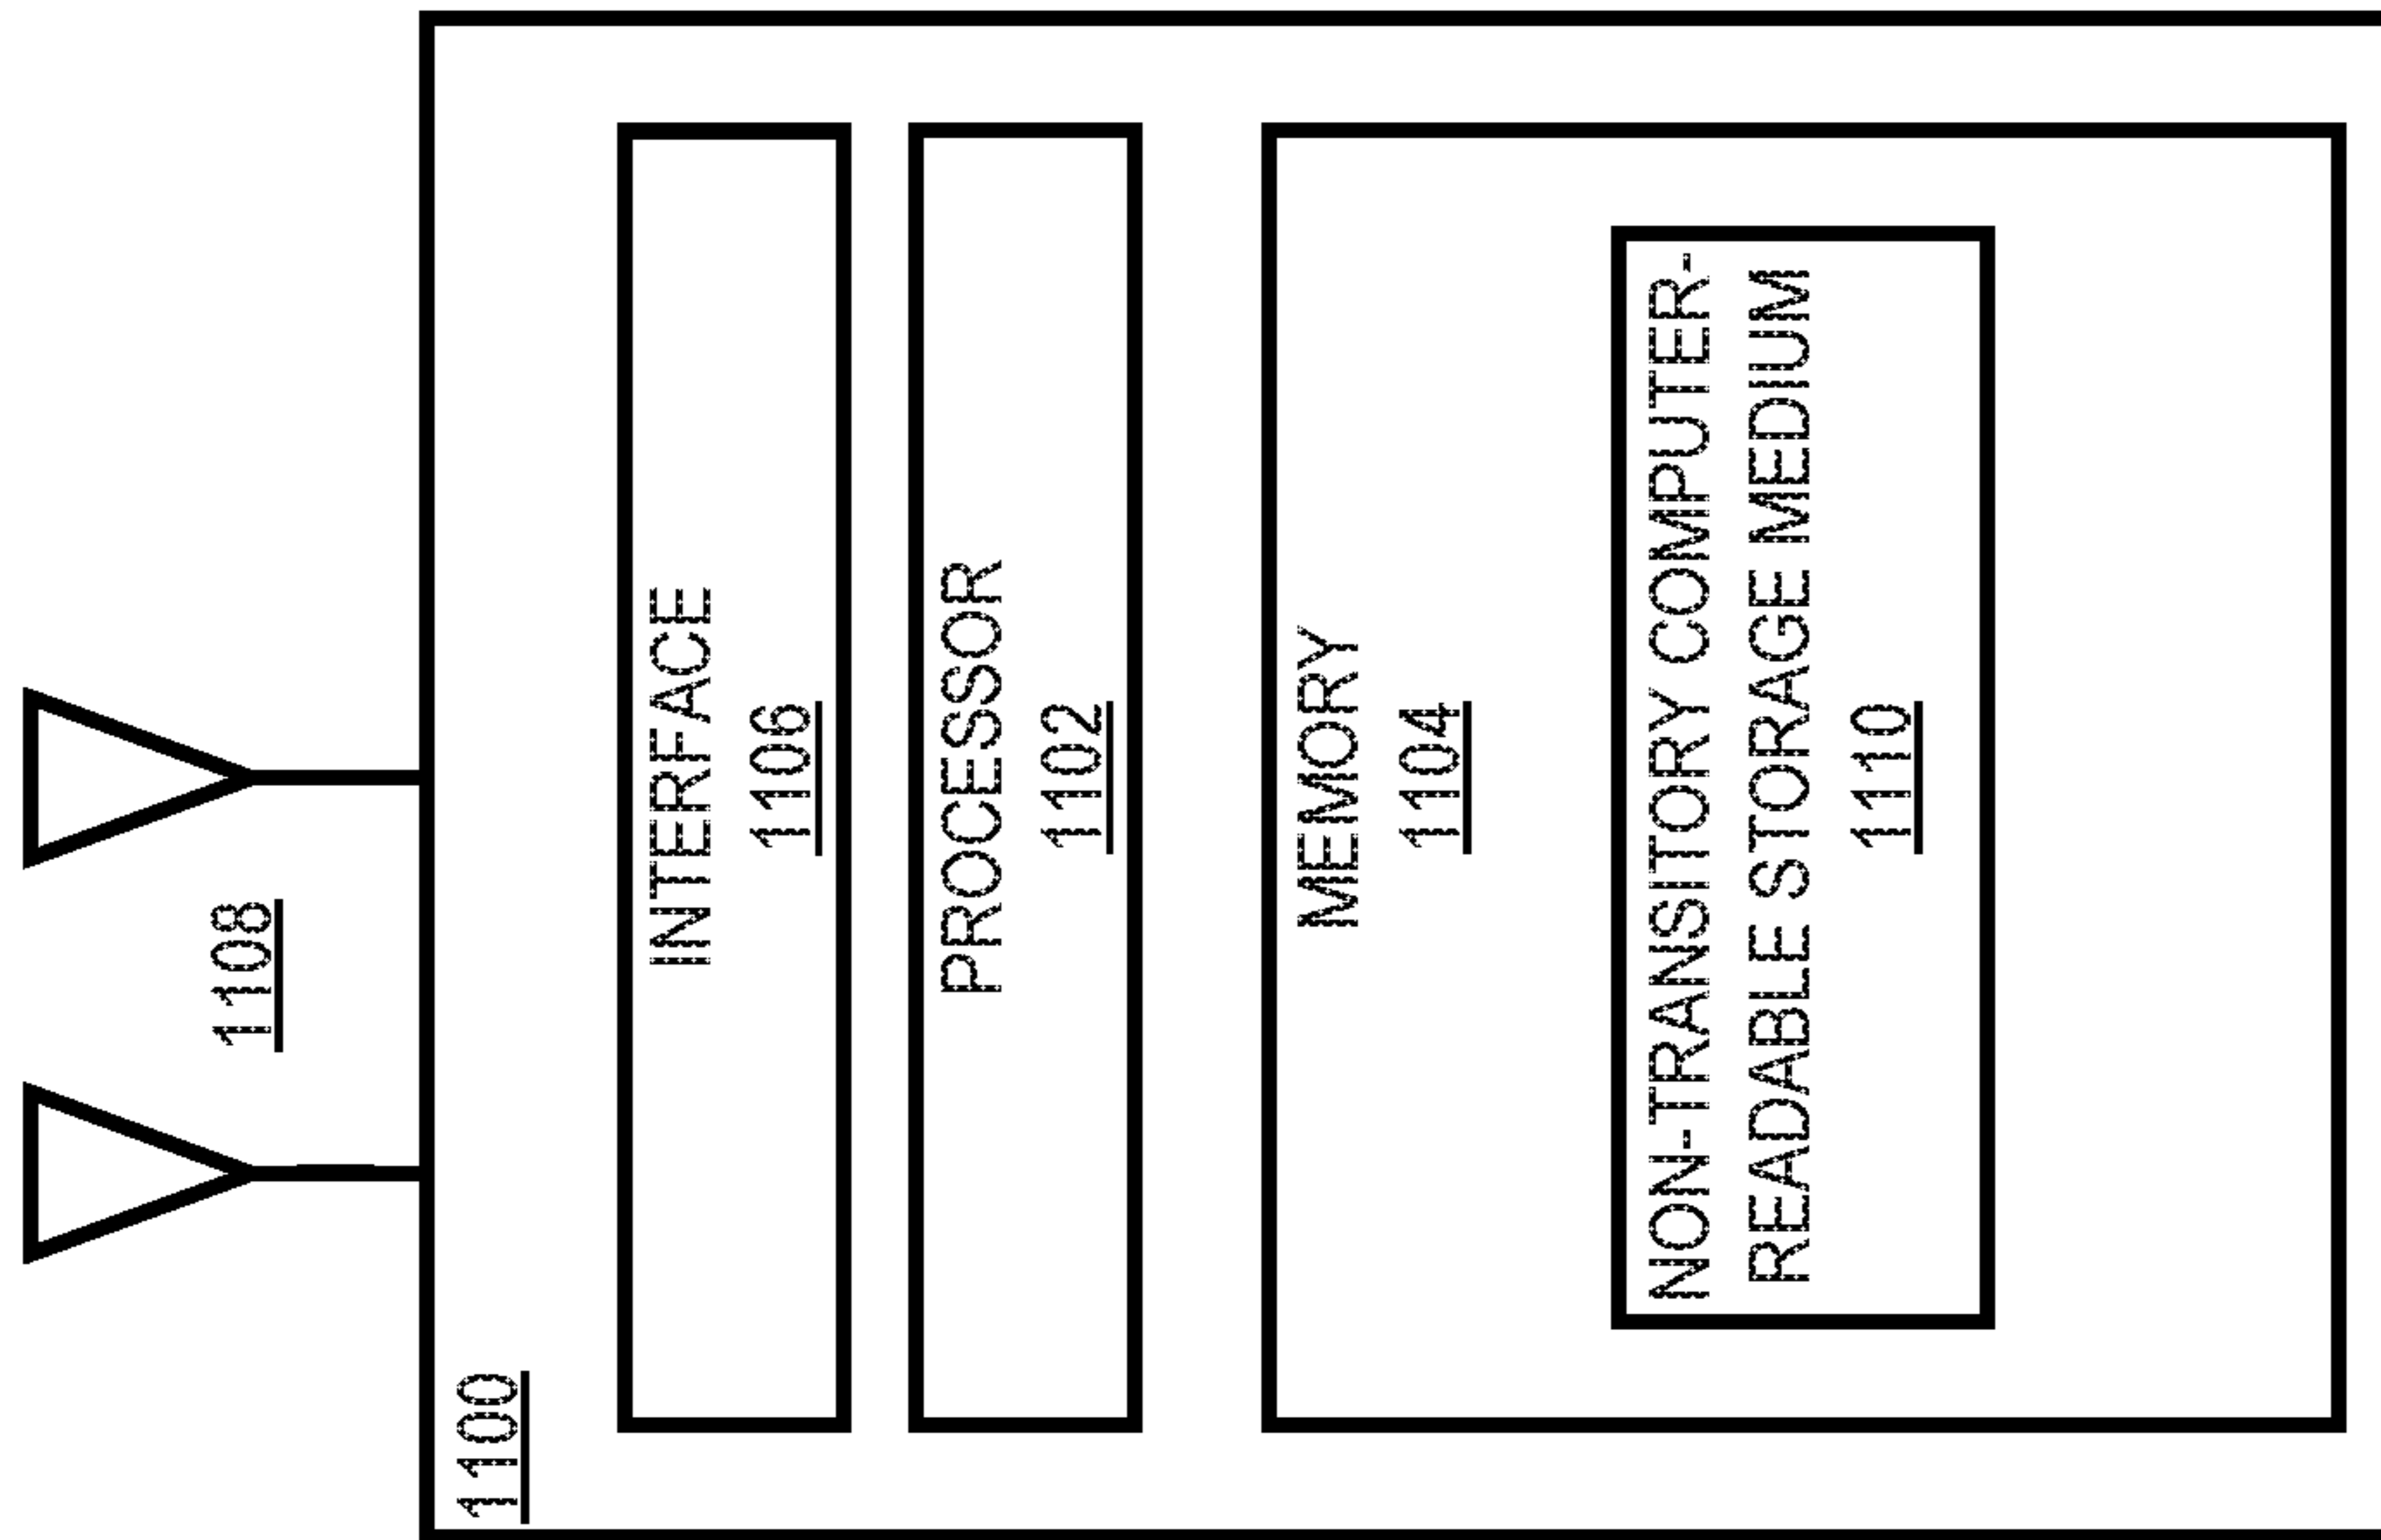 1108
1100
INTERFACE
1106
PROCESSOR
1102
MEMORY
1104
NON-TRANSITORY COMPUTER-
READABLE STORAGE MEDIUM
1110